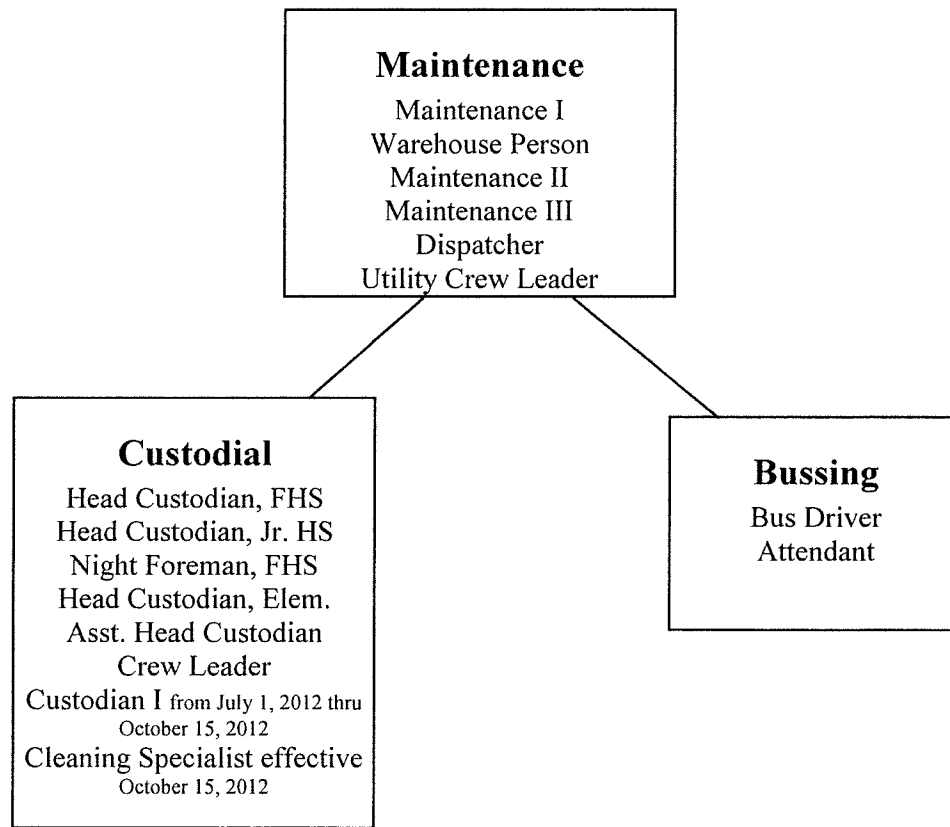 Maintenance
Maintenance I
Warehouse Person
Maintenance II
Maintenance III
Dispatcher
Utility Crew Leader
Custodial
Head Custodian, FHS
Head Custodian, Jr. HS
Night Foreman, FHS
Head Custodian, Elem.
Asst. Head Custodian
Crew Leader
Custodian I from July 1, 2012 thru
October 15, 2012
Cleaning Specialist effective
October 15, 2012
Bussing
Bus Driver
Attendant